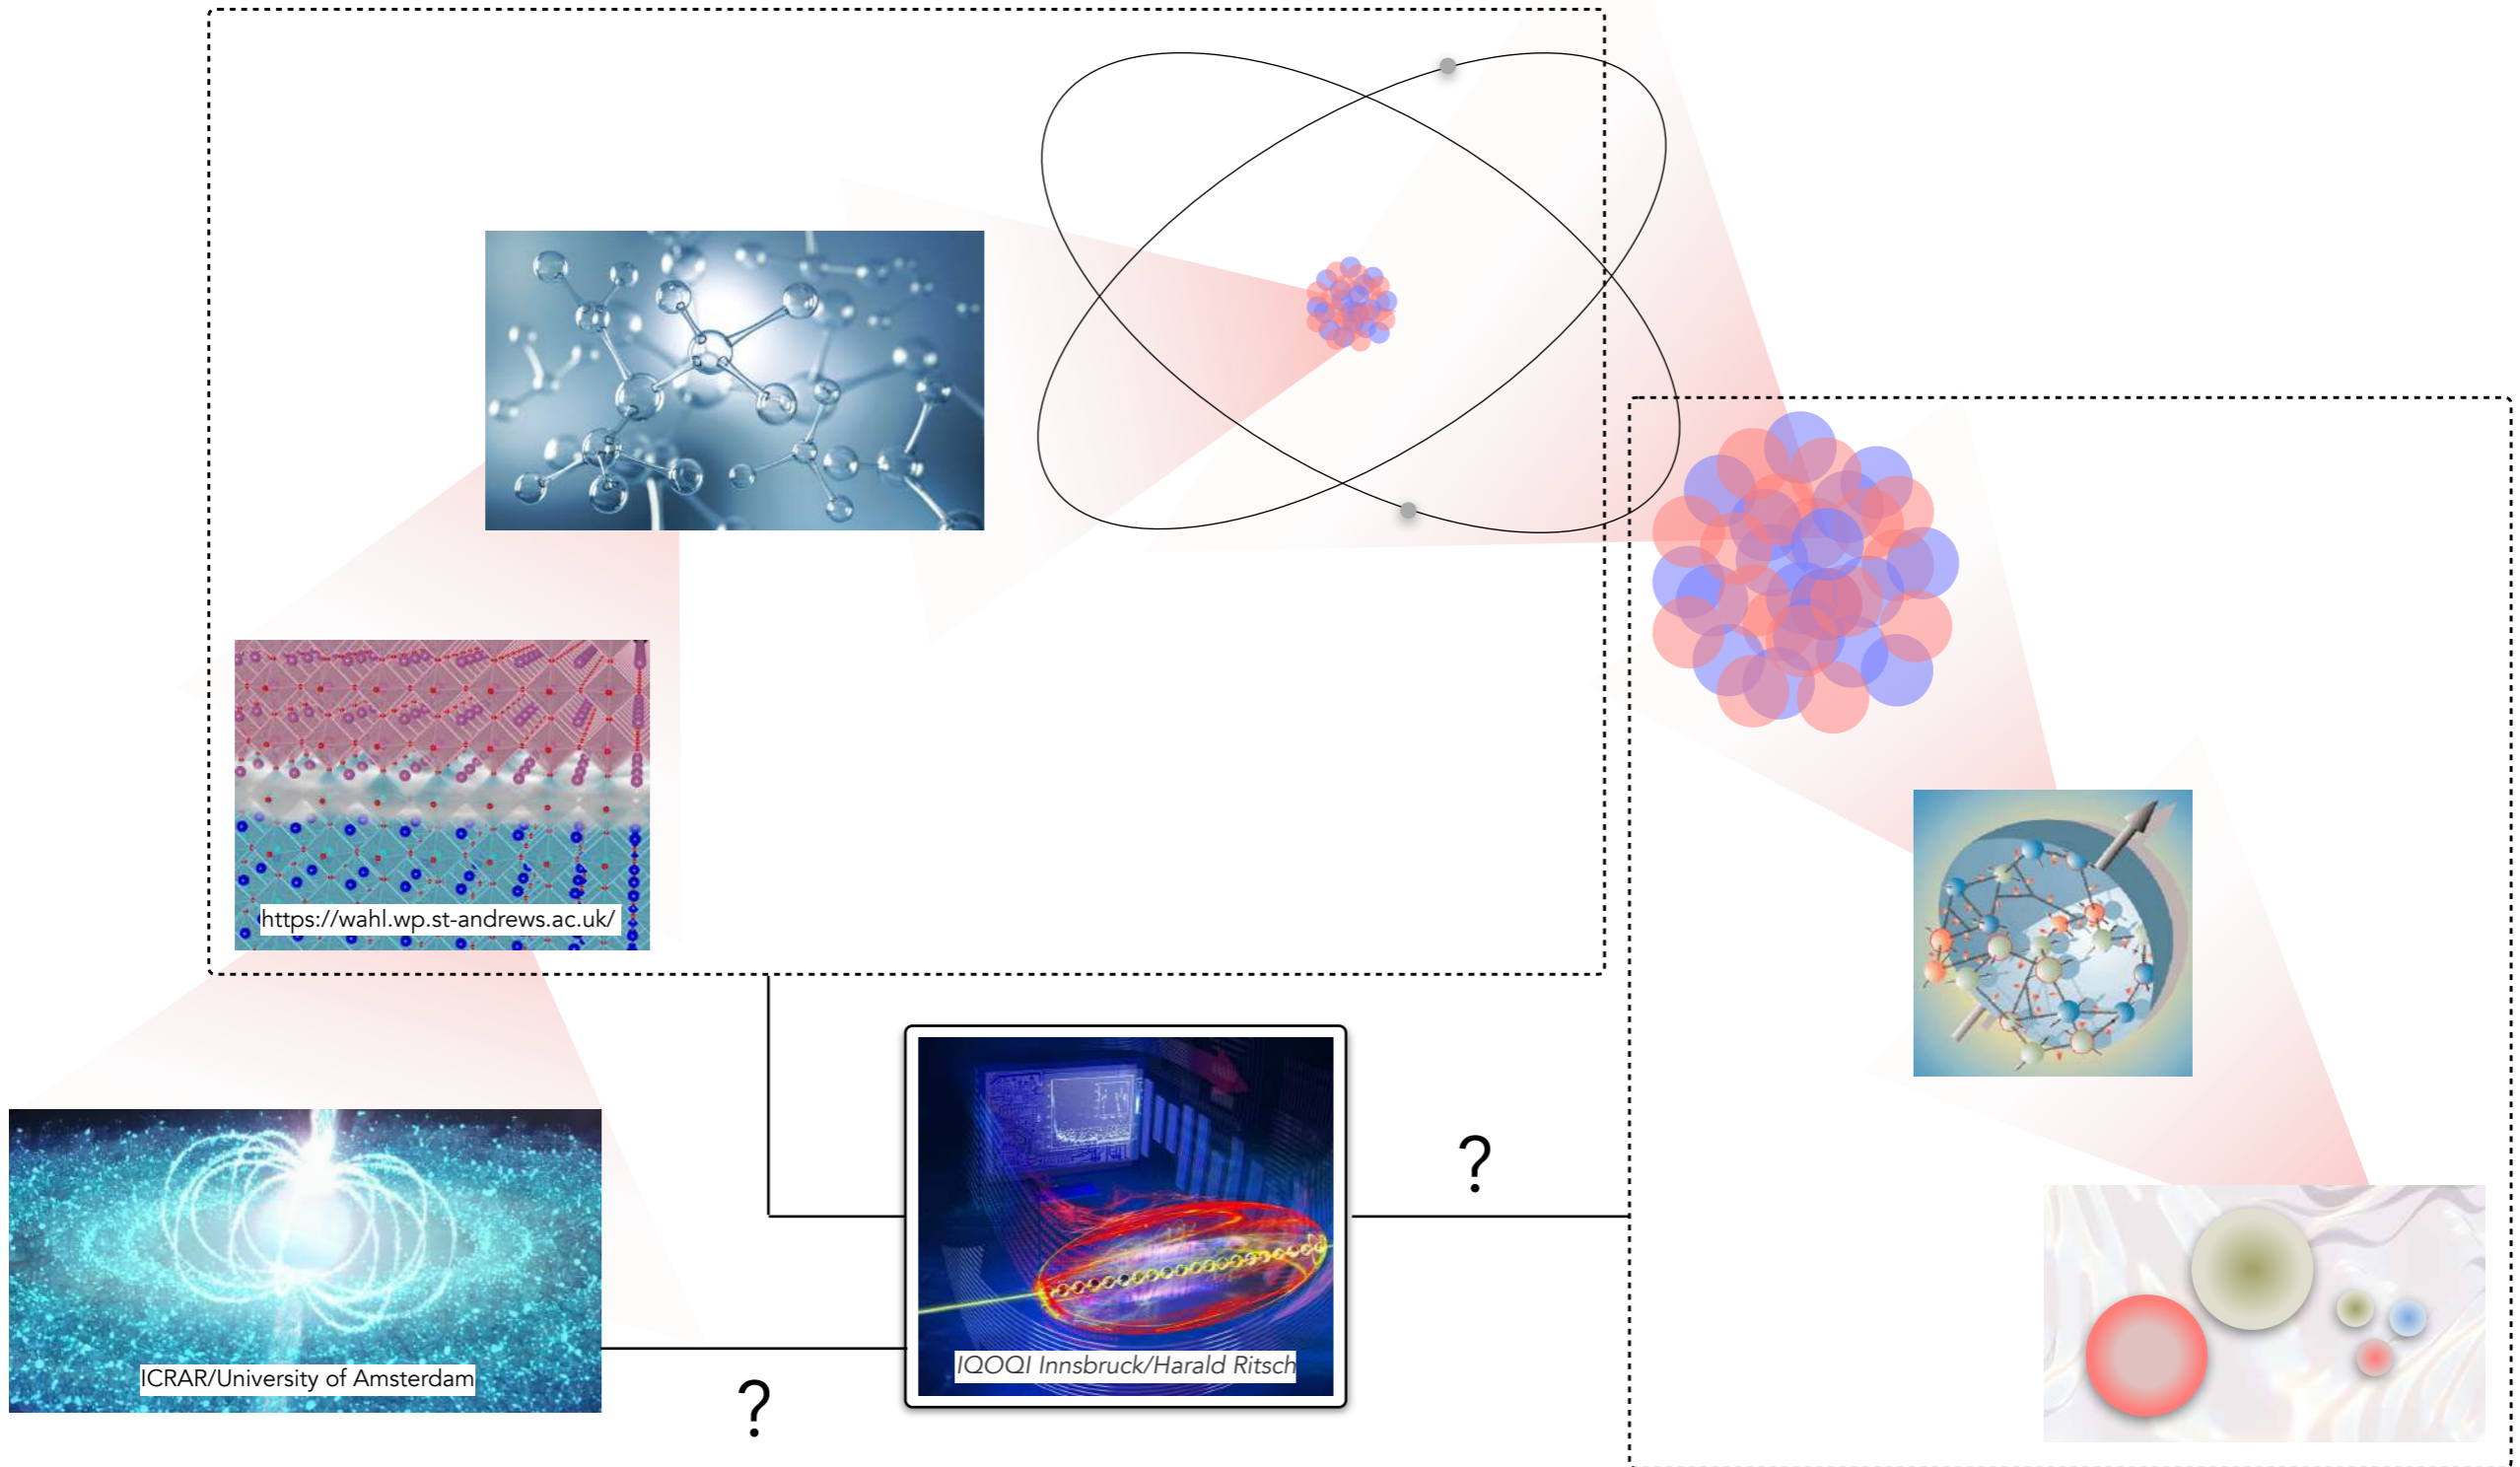 https://wahl.wp.st-andrews.ac.uk/
?
ICRAR/University of Amsterdam
IQOQI Innsbruck/Harald Ritsch
?